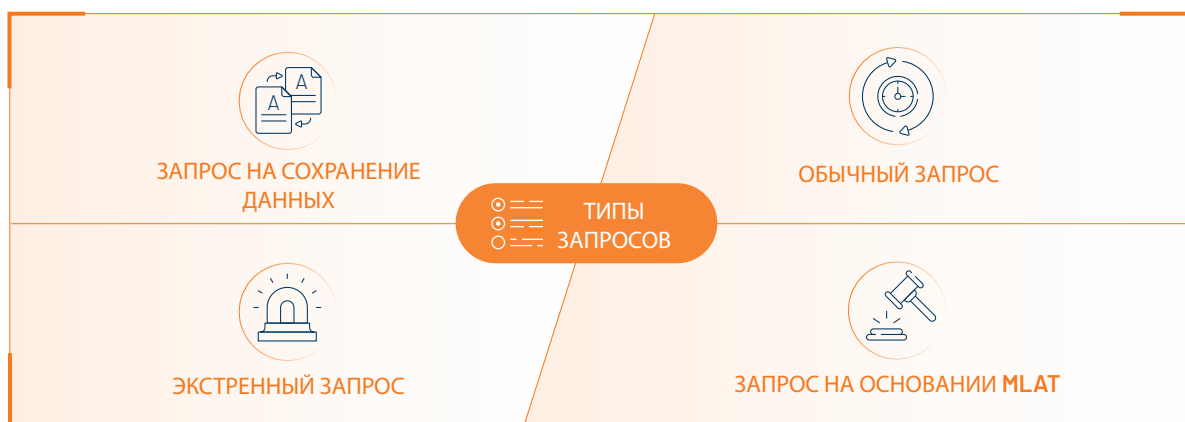 A
A
ЗАПРОС НА СОХРАНЕНИЕ
ДАННЫХ
ОБЫЧНЫЙ ЗАПРОС
ТИПЫ
ЗАПРОСОВ
ЭКСТРЕННЫЙ ЗАПРОС
ЗАПРОС НА ОСНОВАНИИ MLAT